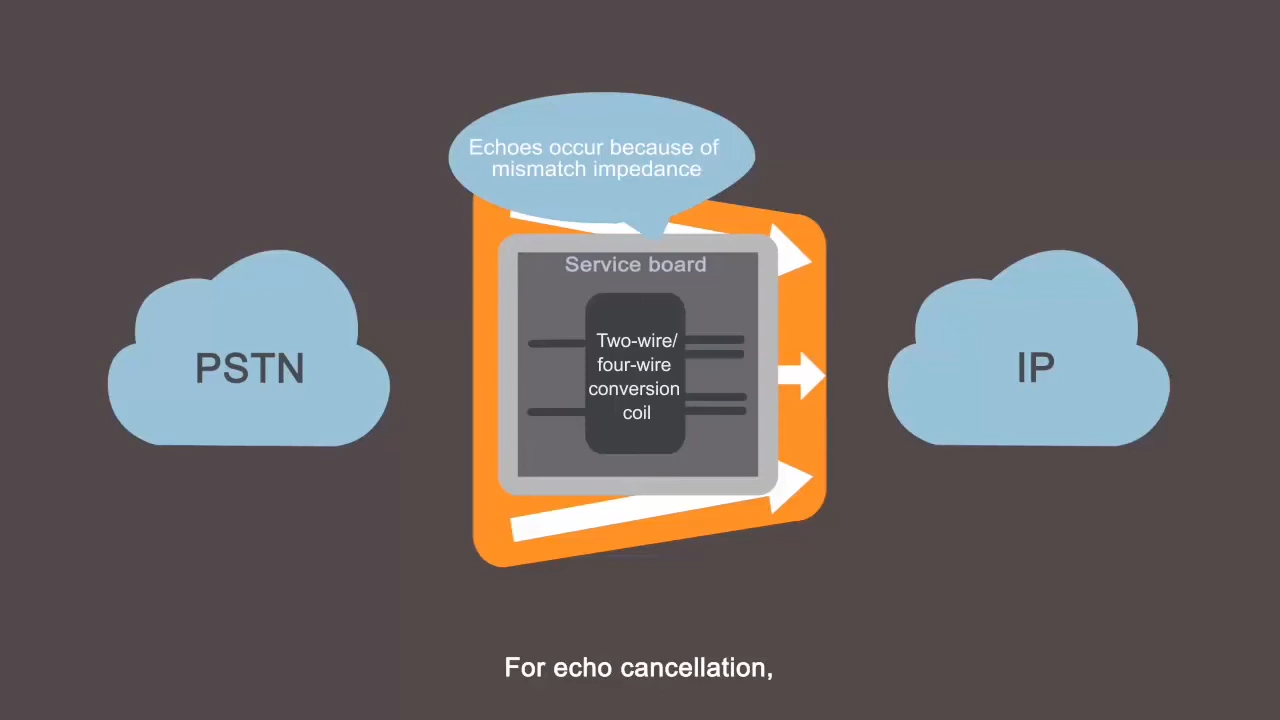 Echoes occur because of
mismatch impedance
Service board
Two-wire/
four-wire
conversion
coil
PSTN
IP
For echo cancellation,